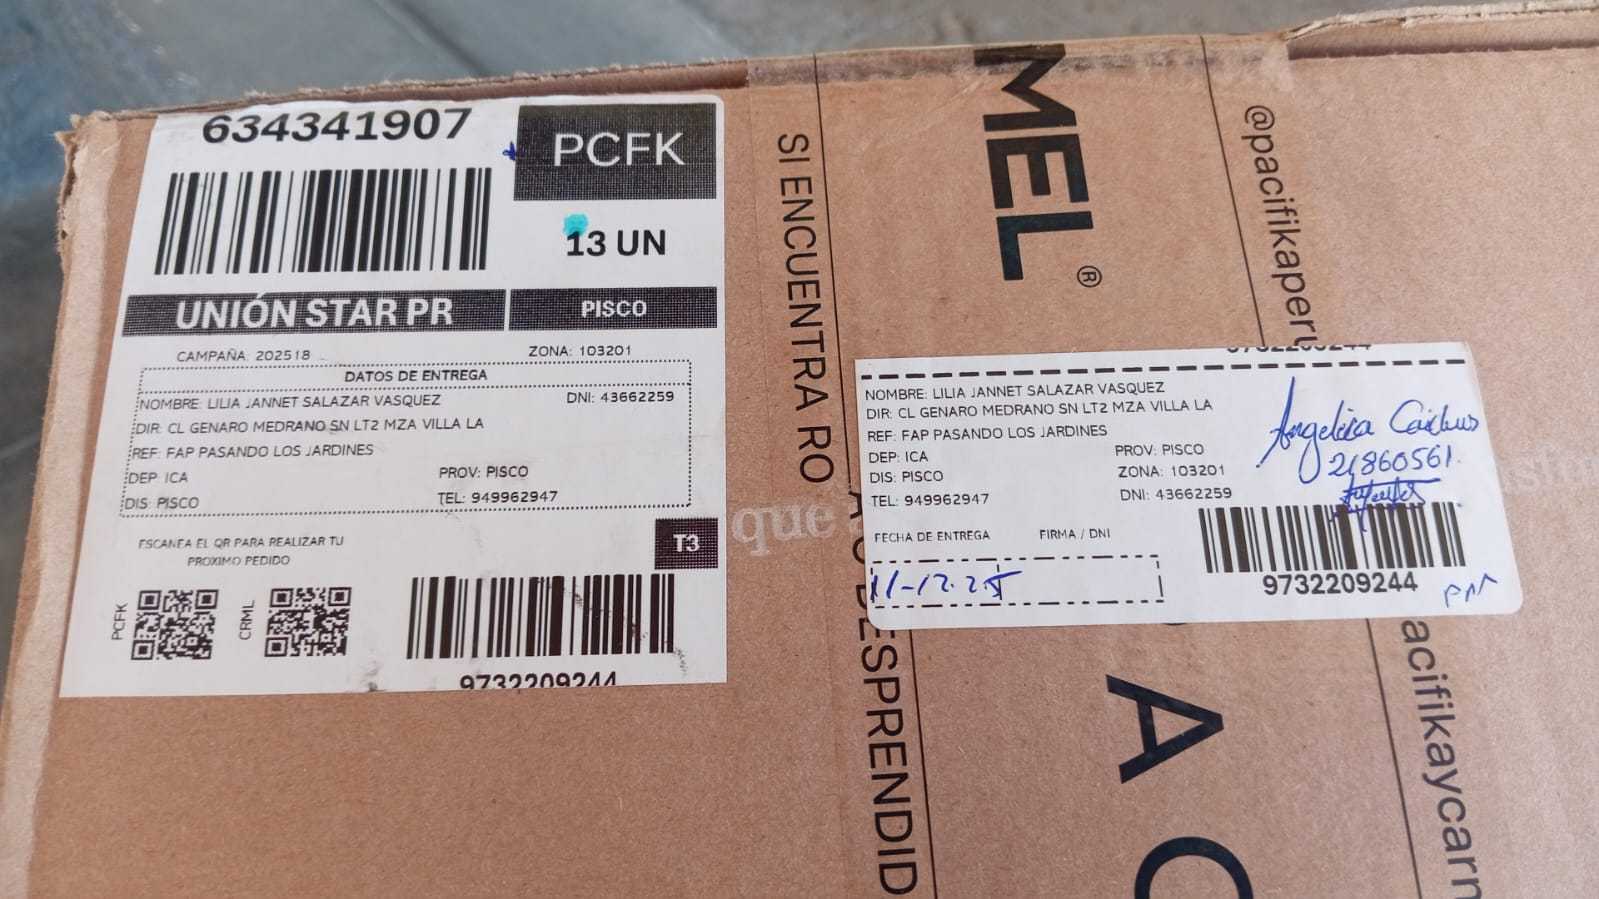 634341907
PCFK
13 UN
UNIÓN STAR PR
PISCO
CAMPAÑA: 202518
ZONA: 103201
DATOS DE ENTREGA
NOMBRE: LILIA JANNET SALAZAR VASQUEZ
DNI: 43662259
DIR: CL GENARO MEDRANO SN LT2 MZA VILLA LA
REF: FAP PASANDO LOS JARDINES
DEP: ICA
PROV: PISCO
DIS: PISCO
TEL: 949962947
ESCANEA EL QR PARA REALIZAR TU
PROXIMO PEDIDO
T3
PCFK
CRML
9732209244
SI ENCUENTRA RO
DESPRENDID
que
MEL®
@pacifikaperu
NOMBRE: LILIA JANNET SALAZAR VASQUEZ
DIR: CL GENARO MEDRANO SN LT2 MZA VILLA LA
REF: FAP PASANDO LOS JARDINES
DEP: ICA
PROV: PISCO
DIS: PISCO
ZONA: 103201
TEL: 949962947
DNI: 43662259
FECHA DE ENTREGA
FIRMA / DNI
11-12-25
Angelica
21860561.
9732209244
A
C
acifikaycarm